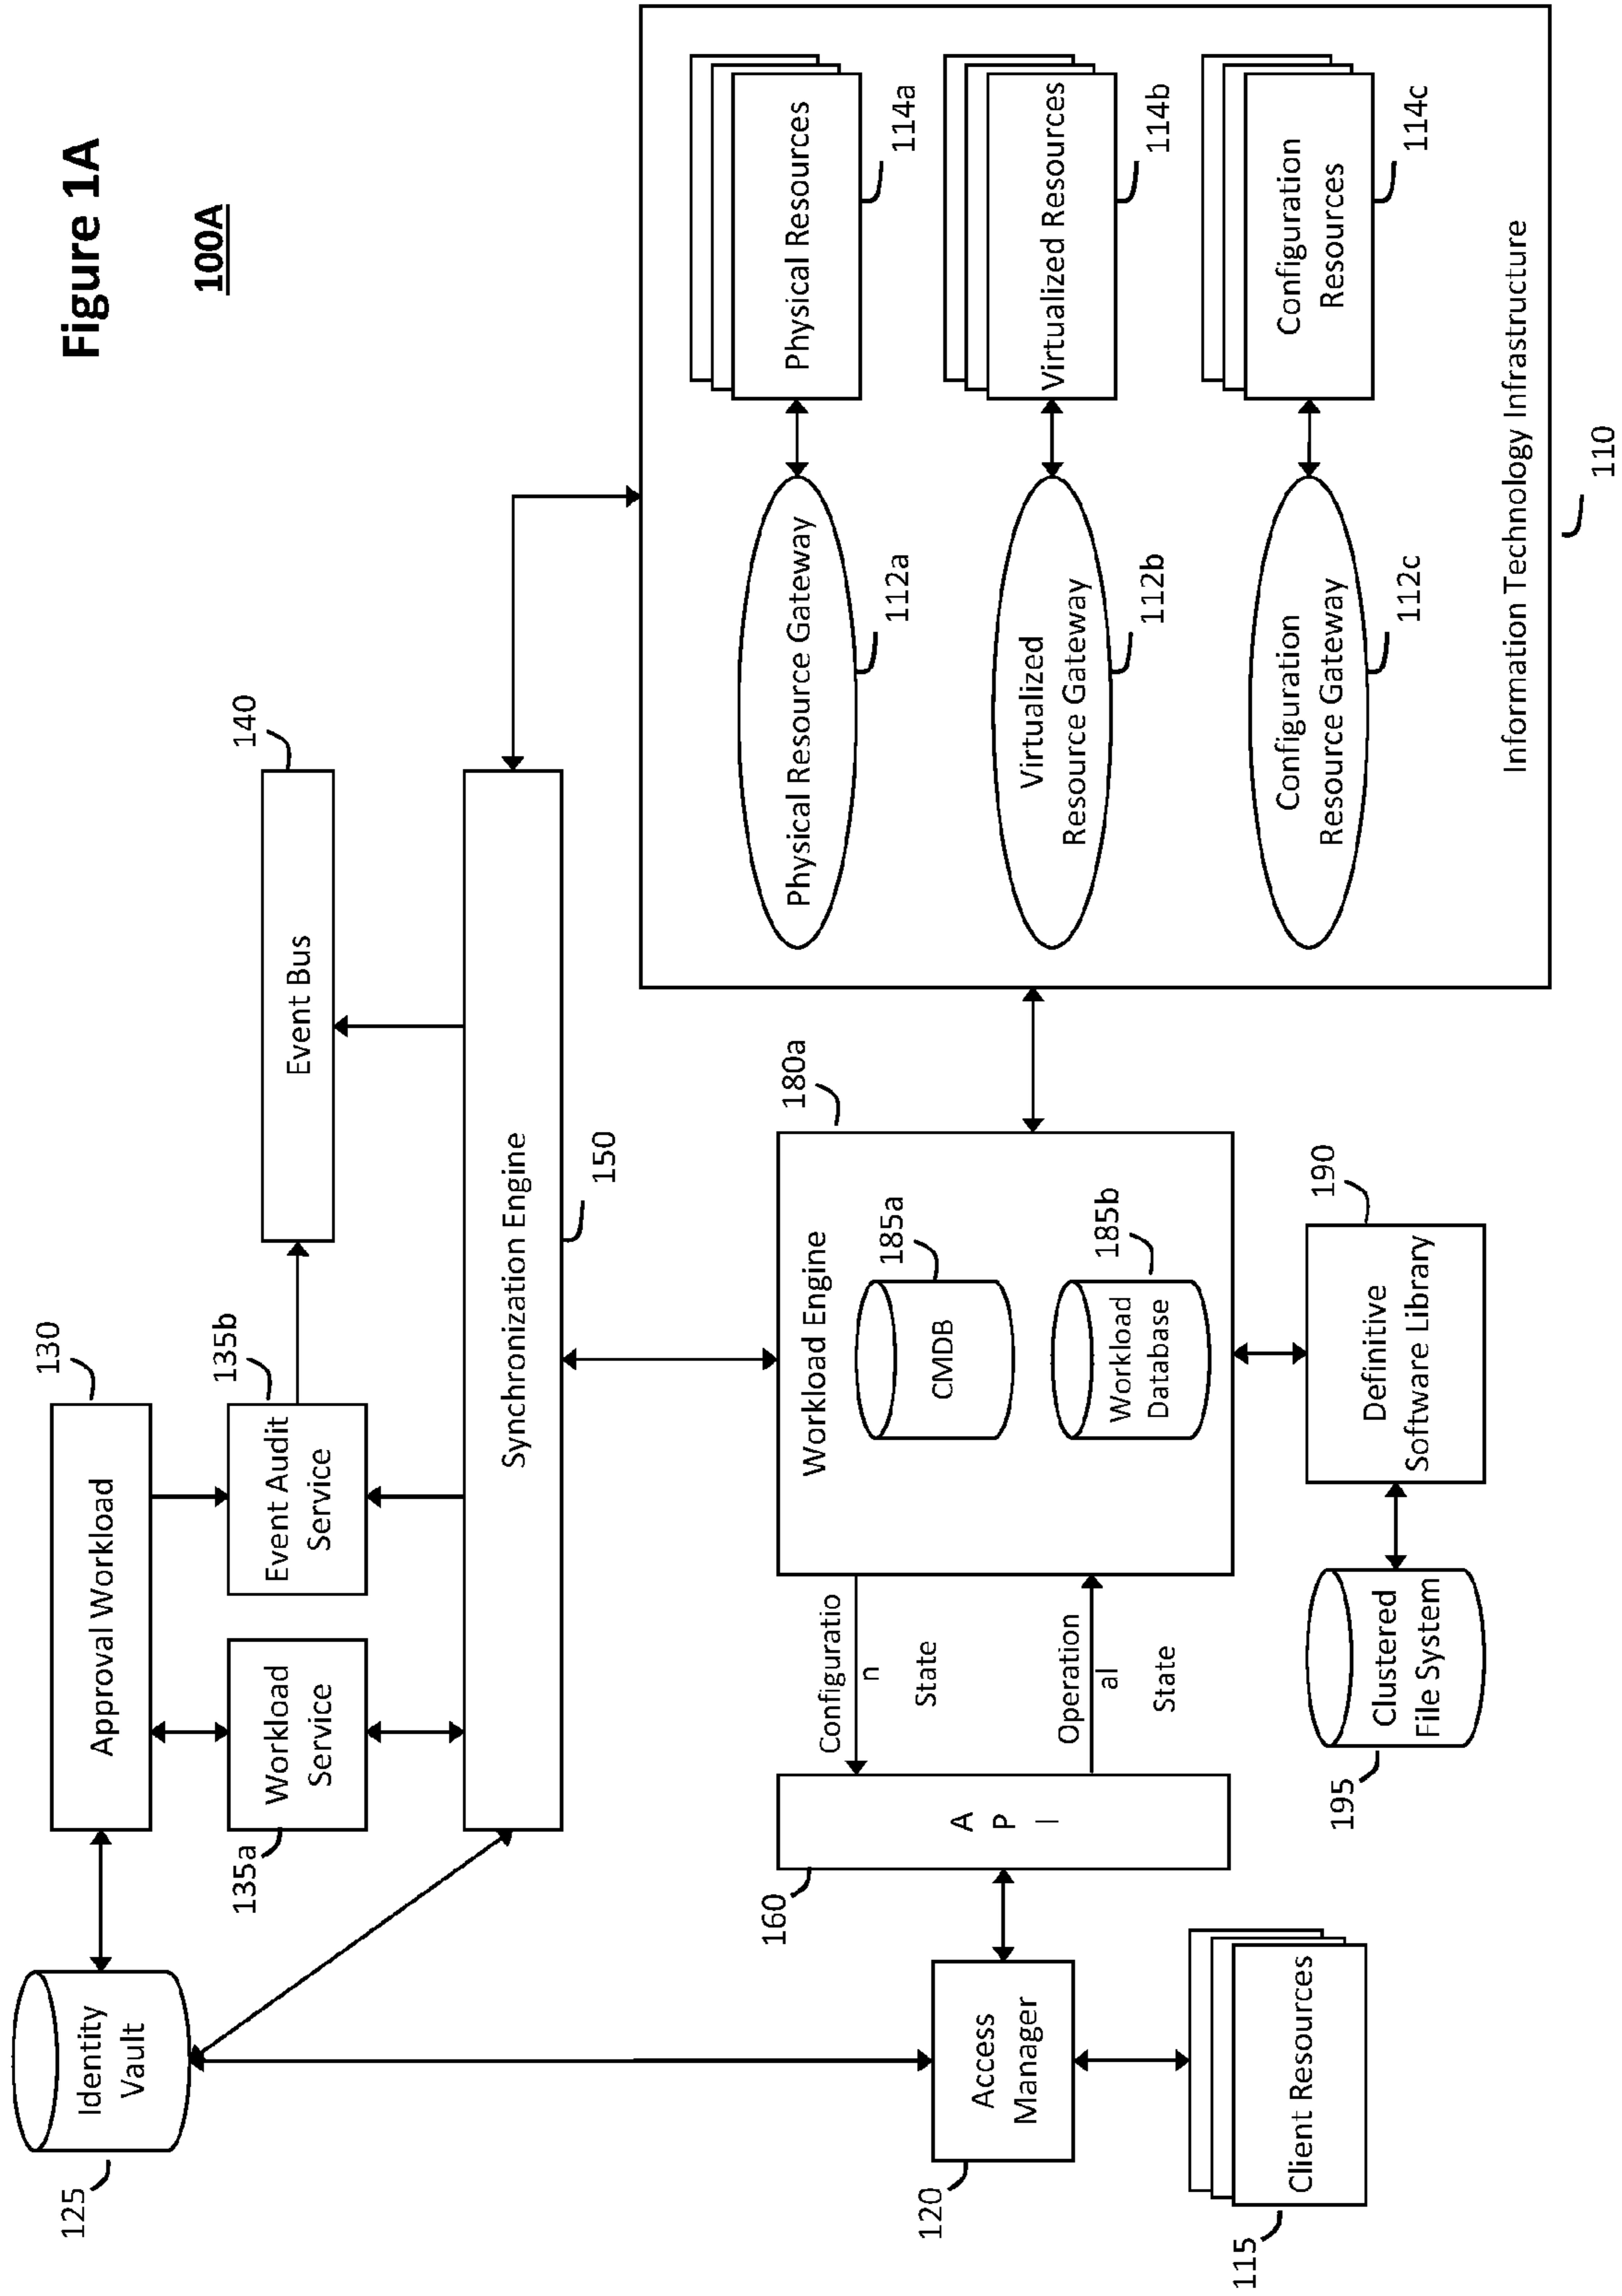 Figure 1A
100A
125
Identity
Vault
130
Approval Workload
135a
Workload
Service
135b
Event Audit
Service
140
Event Bus
Synchronization Engine
150
120
Access
Manager
115
Client Resources
160
A
P
I
Configuratio
n
State
Operation
al
State
180a
Workload Engine
185a
CMDB
185b
Workload
Database
190
Definitive
Software Library
195
Clustered
File System
Physical Resource Gateway
112a
Physical Resources
114a
Virtualized
Resource Gateway
112b
Virtualized Resources
114b
Configuration
Resource Gateway
112c
Configuration
Resources
114c
Information Technology Infrastructure
110